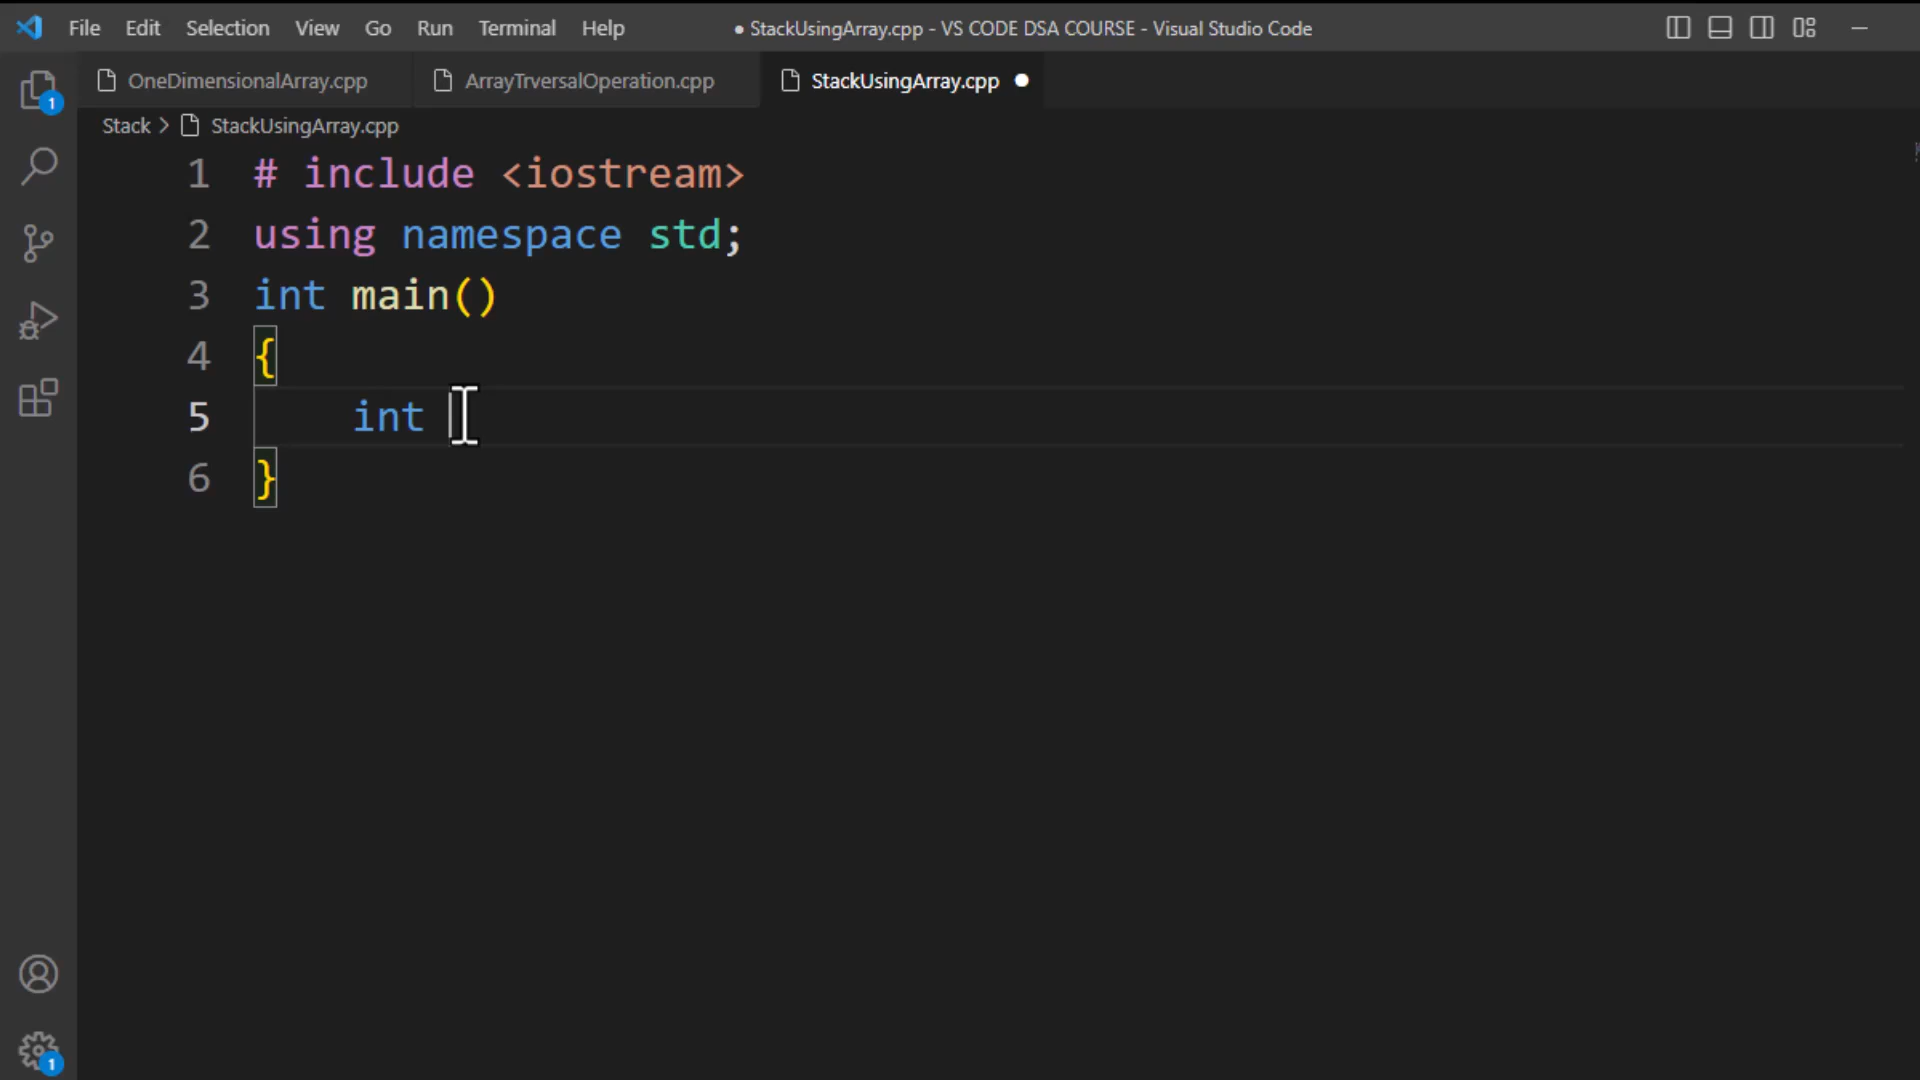 File Edit Selection View Go Run Terminal Help ● StackUsingArray.cpp - VS CODE DSA COURSE - Visual Studio Code
OneDimensionalArray.cpp ArrayTrversalOperation.cpp StackUsingArray.cpp
Stack > StackUsingArray.cpp
1 # include <iostream>
2 using namespace std;
3 int main()
4 {
5 int
6 }
1
1